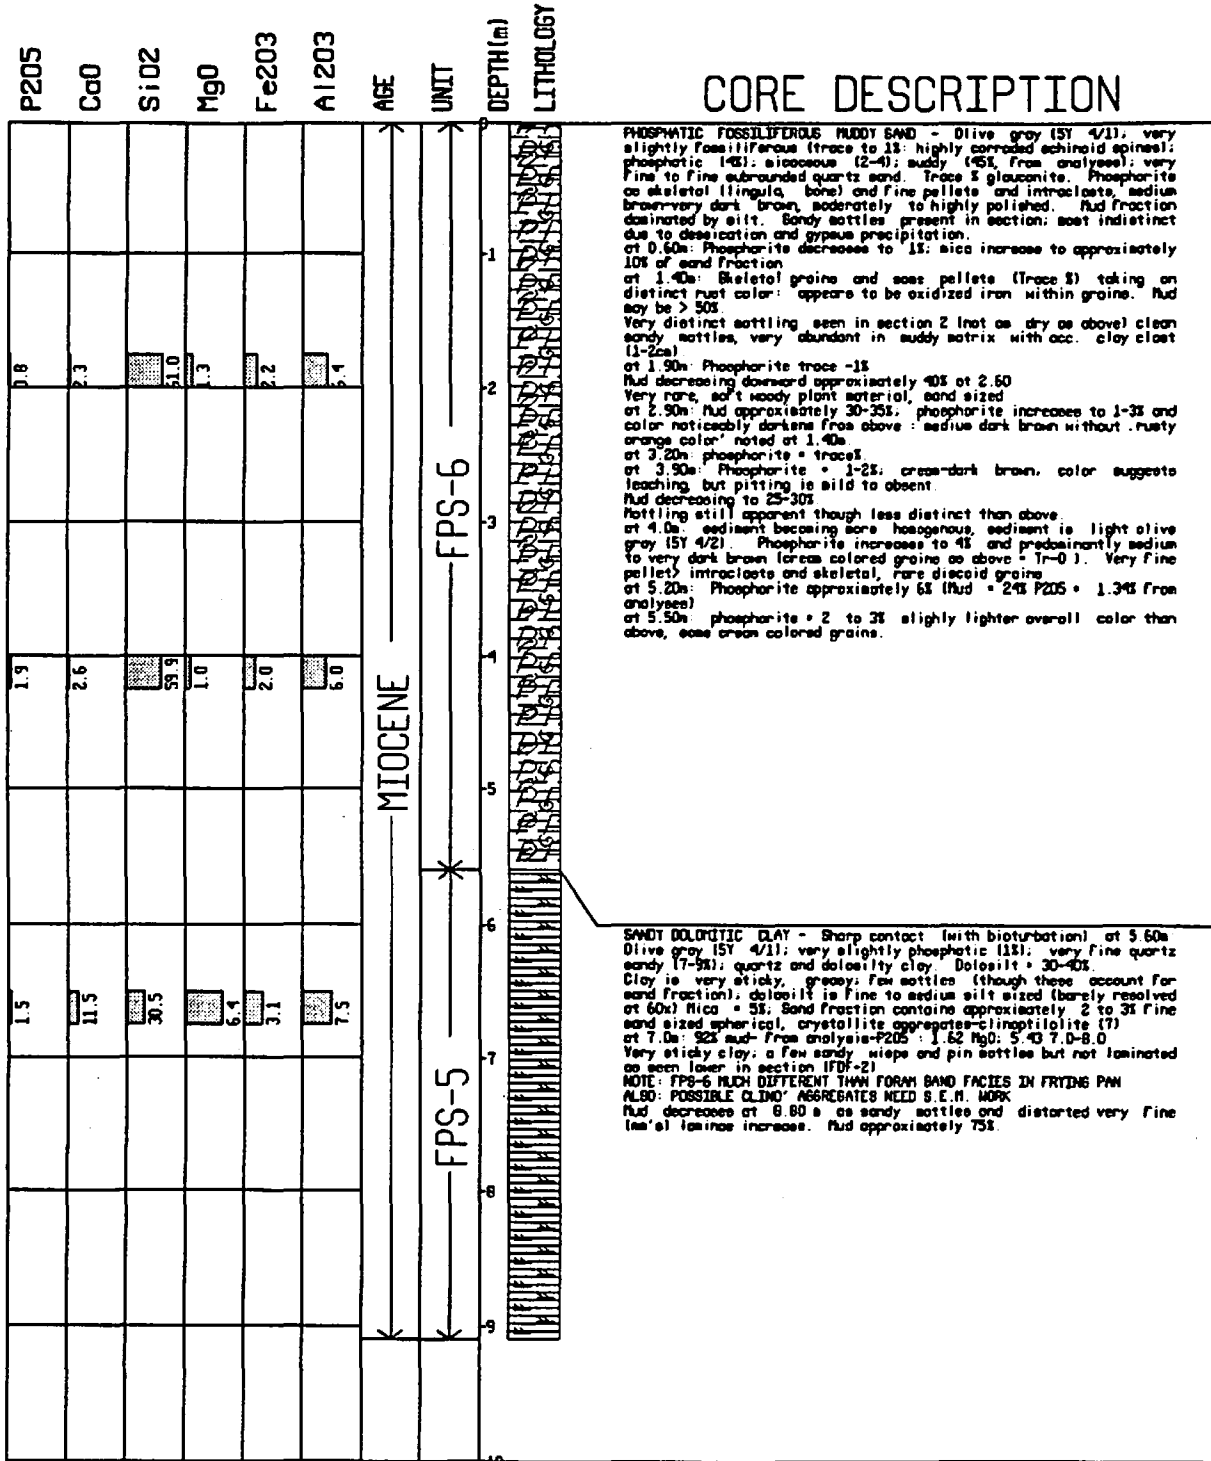 P2O5
CaO
SiO2
MgO
Fe2O3
Al2O3
AGE
UNIT
DEPTH(m)
LITHOLOGY
CORE DESCRIPTION
0
-1
-2
-3
-4
-5
-6
-7
-8
-9
0.8
2.3
61.0
1.3
2.2
1.9
2.6
59.9
1.0
2.0
6.0
1.5
11.5
30.5
6.4
3.1
7.5
MIOCENE
FPS-6
FPS-5
PHOSPHATIC FOSSILIFEROUS MUDDY SAND - Olive gray (5Y 4/1); very
slightly fossiliferous (trace to 1%: highly corroded echinoid spines);
phosphatic (4%); micaceous (2-4); muddy (45%, from analyses); very
fine to fine subrounded quartz sand. Trace % glauconite. Phosphorite
as skeletal (lingula, bone) and fine pellets and intraclasts, medium
brown-very dark brown, moderately to highly polished. Mud fraction
dominated by silt. Sandy mottles present in section; most indistinct
due to dessication and gypsum precipitation.
at 0.60m: Phosphorite decreases to 1%; mica increase to approximately
10% of sand fraction
at 1.40m: Skeletal grains and some pellets (Trace %) taking on
distinct rust color: appears to be oxidized iron within grains. Mud
may be > 50%
Very distinct mottling seen in section 2 (not as dry as above) clean
sandy mottles, very abundant in muddy matrix with acc. clay clast
(1-2cm)
at 1.90m Phosphorite trace -1%
Mud decreasing downward approximately 40% at 2.60
Very rare, soft woody plant material, sand sized
at 2.90m: Mud approximately 30-35%; phosphorite increases to 1-3% and
color noticeably darkens from above : medium dark brown without 'rusty
orange color' noted at 1.40m.
at 3.20m: phosphorite = trace%
at 3.90m: Phosphorite = 1-2%; cream-dark brown, color suggests
leaching, but pitting is mild to absent
Mud decreasing to 25-30%
Mottling still apparent though less distinct than above
at 4.0m. sediment becoming more homogenous, sediment is light olive
gray (5Y 4/2). Phosphorite increases to 4% and predominantly medium
to very dark brown (cream colored grains as above = Tr-0 ). Very fine
pellet> intraclasts and skeletal, rare discoid grains
at 5.20m: Phosphorite approximately 6% (Mud = 24% P2O5 = 1.34% from
analyses)
at 5.50m: phosphorite = 2 to 3% slighly lighter overall color than
above, some cream colored grains.
SANDY DOLOMITIC CLAY - Sharp contact (with bioturbation) at 5.60m
Olive gray (5Y 4/1); very slightly phosphatic (1%); very fine quartz
sandy (7-9%); quartz and dolosilty clay. Dolosilt = 30-40%.
Clay is very sticky, greasy; few mottles (though these account for
sand fraction); dolosilt is fine to medium silt sized (barely resolved
at 60x) Mica = 5%; Sand fraction contains approximately 2 to 3% fine
sand sized spherical, crystallite aggregates-clinoptilolite (?)
at 7.0m: 92% mud- from analysis-P2O5 : 1.62 MgO: 5.43 7.0-8.0
Very sticky clay; a few sandy wisps and pin mottles but not laminated
as seen lower in section (FDF-2)
NOTE: FPS-6 MUCH DIFFERENT THAN FORAM SAND FACIES IN FRYING PAN
ALSO: POSSIBLE CLINO' AGGREGATES NEED S.E.M. WORK
Mud decreases at 8.80 m as sandy mottles and distorted very fine
(mm's) laminae increase. Mud approximately 75%.